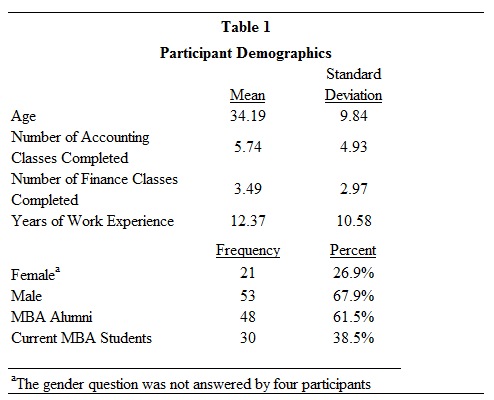 Table 1
Participant Demographics
Standard
Mean Deviation
Age 34.19 9.84
Number of Accounting
Classes Completed 5.74 4.93
Number of Finance Classes
Completed 3.49 2.97
Years of Work Experience 12.37 10.58
Frequency Percent
Femaleᵃ 21 26.9%
Male 53 67.9%
MBA Alumni 48 61.5%
Current MBA Students 30 38.5%
ᵃThe gender question was not answered by four participants